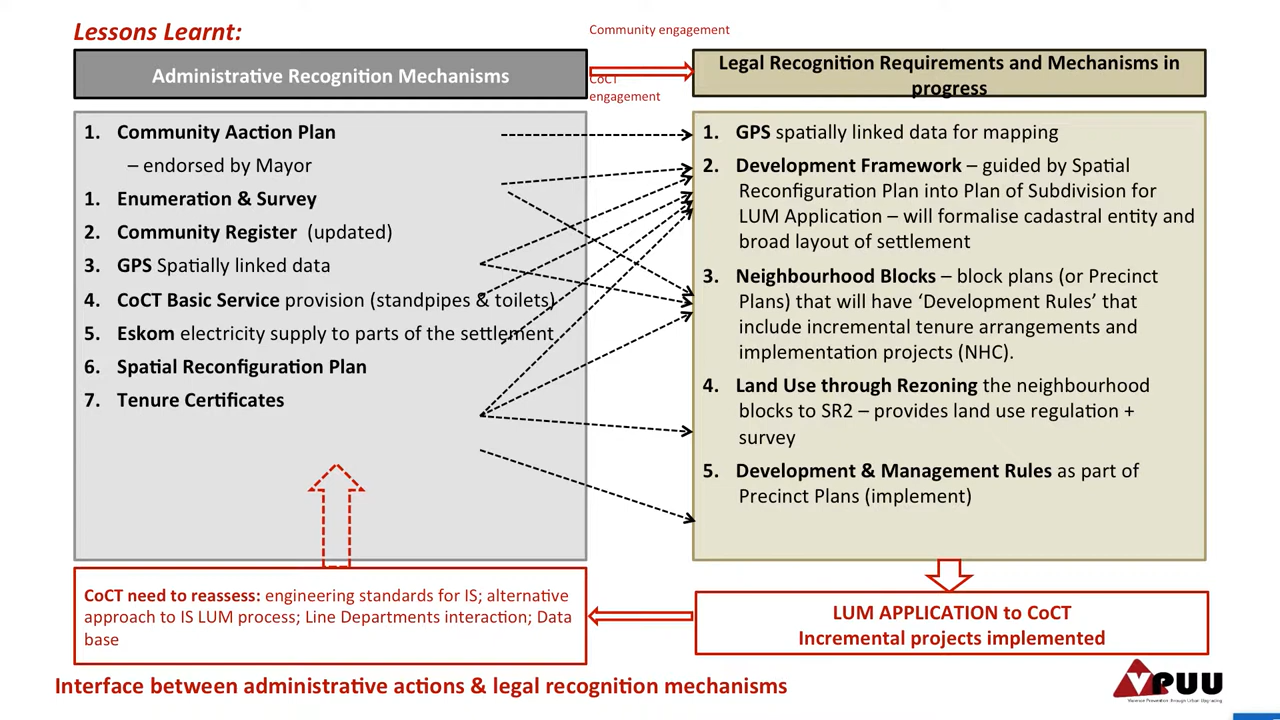 Lessons Learnt:
Community engagement
Administrative Recognition Mechanisms
CoCT
engagement
Legal Recognition Requirements and Mechanisms in
progress
1. Community Aaction Plan
– endorsed by Mayor
1. Enumeration & Survey
2. Community Register (updated)
3. GPS Spatially linked data
4. CoCT Basic Service provision (standpipes & toilets)
5. Eskom electricity supply to parts of the settlement
6. Spatial Reconfiguration Plan
7. Tenure Certificates
1. GPS spatially linked data for mapping
2. Development Framework – guided by Spatial
Reconfiguration Plan into Plan of Subdivision for
LUM Application – will formalise cadastral entity and
broad layout of settlement
3. Neighbourhood Blocks – block plans (or Precinct
Plans) that will have ‘Development Rules’ that
include incremental tenure arrangements and
implementation projects (NHC).
4. Land Use through Rezoning the neighbourhood
blocks to SR2 – provides land use regulation +
survey
5. Development & Management Rules as part of
Precinct Plans (implement)
CoCT need to reassess: engineering standards for IS; alternative
approach to IS LUM process; Line Departments interaction; Data
base
LUM APPLICATION to CoCT
Incremental projects implemented
Interface between administrative actions & legal recognition mechanisms
VPUU
Violence Prevention through Urban Upgrading